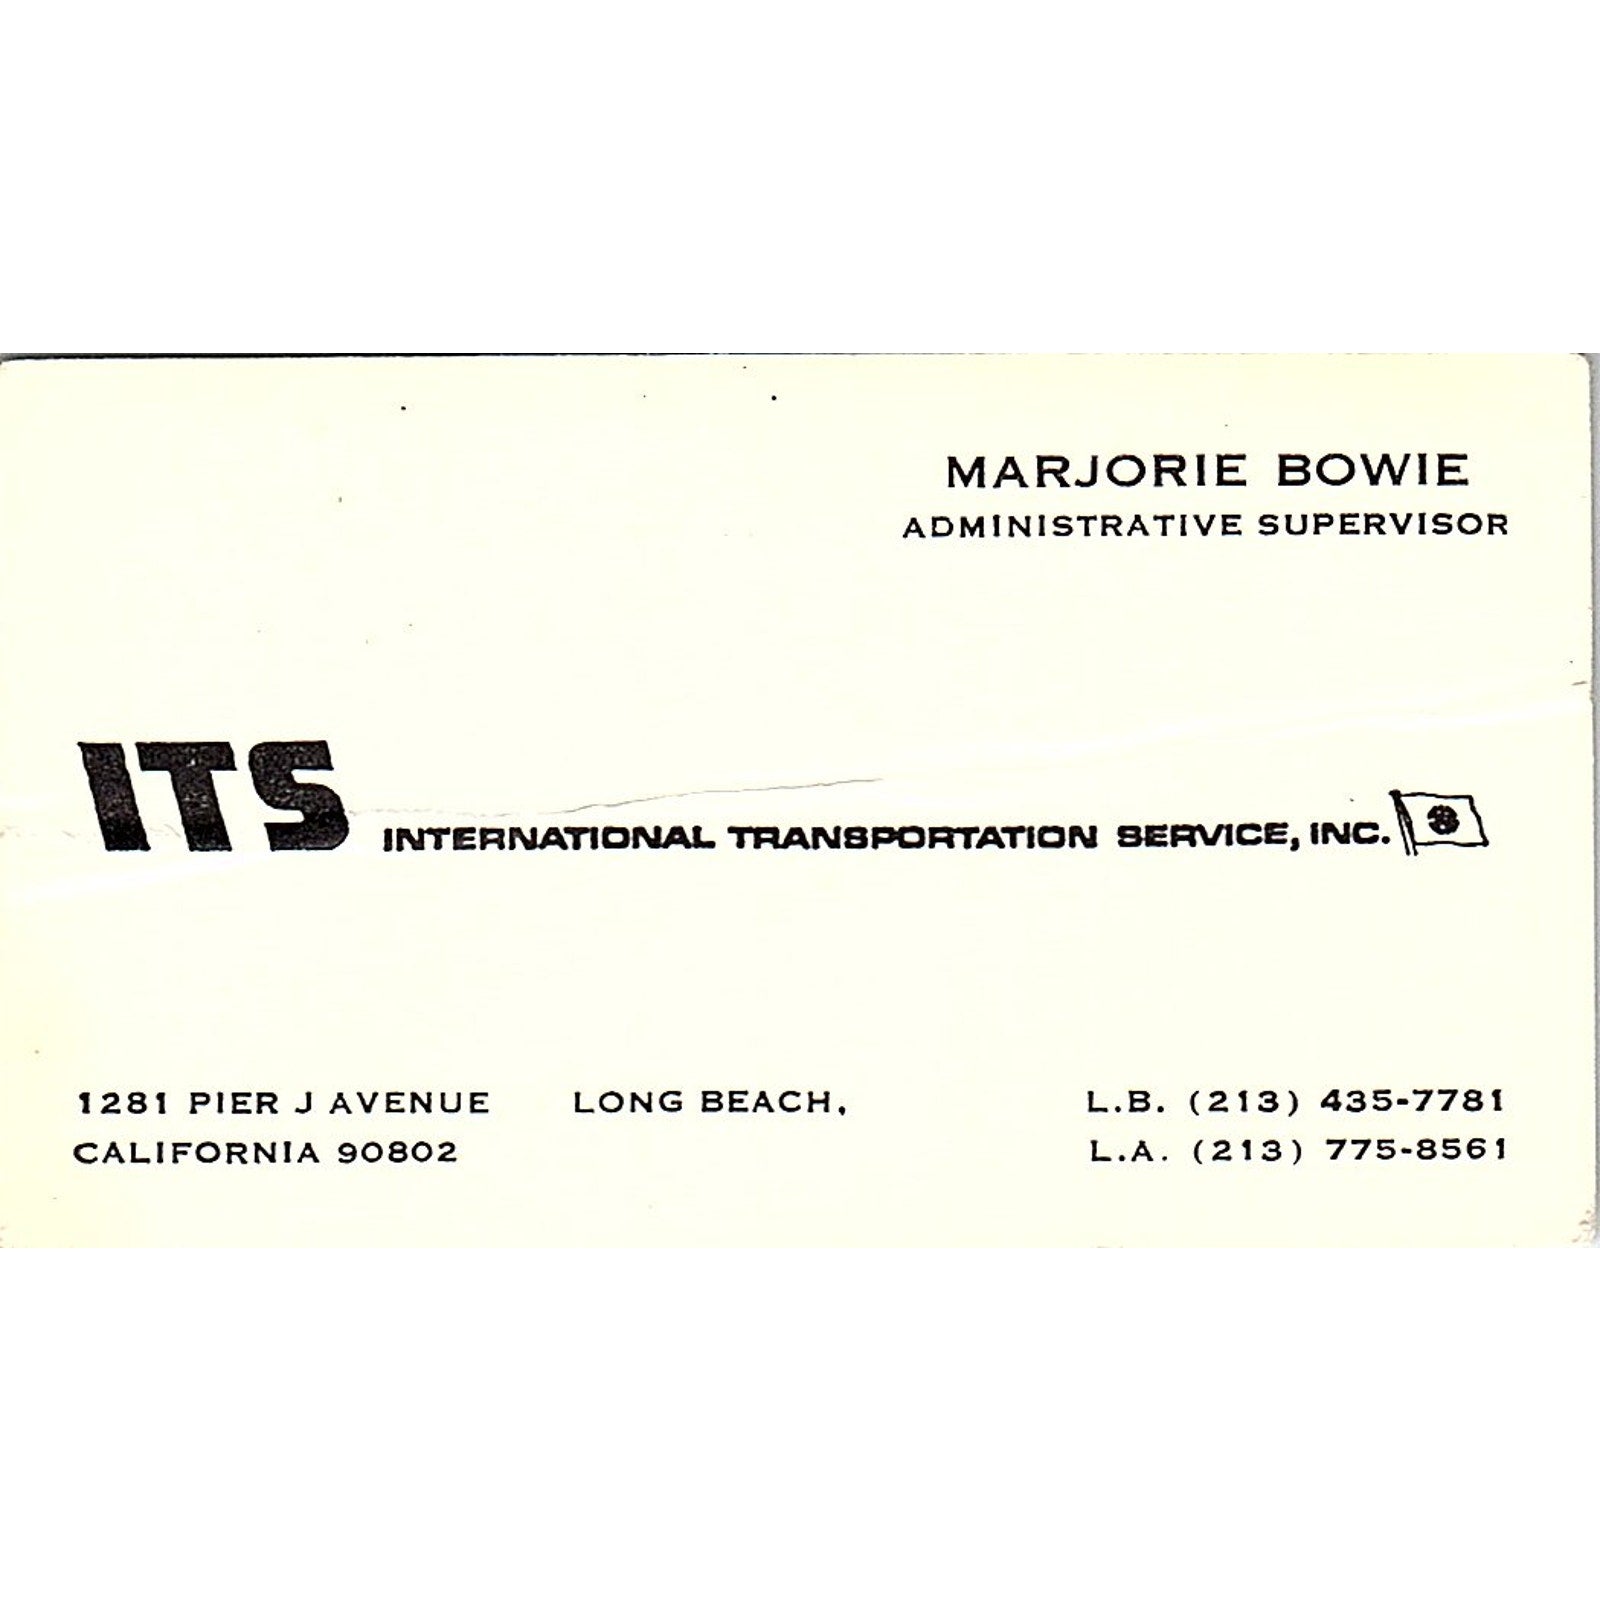 MARJORIE BOWIE
ADMINISTRATIVE SUPERVISOR
ITS INTERNATIONAL TRANSPORTATION SERVICE, INC.
1281 PIER J AVENUE LONG BEACH,
CALIFORNIA 90802
L.B. (213) 435-7781
L.A. (213) 775-8561